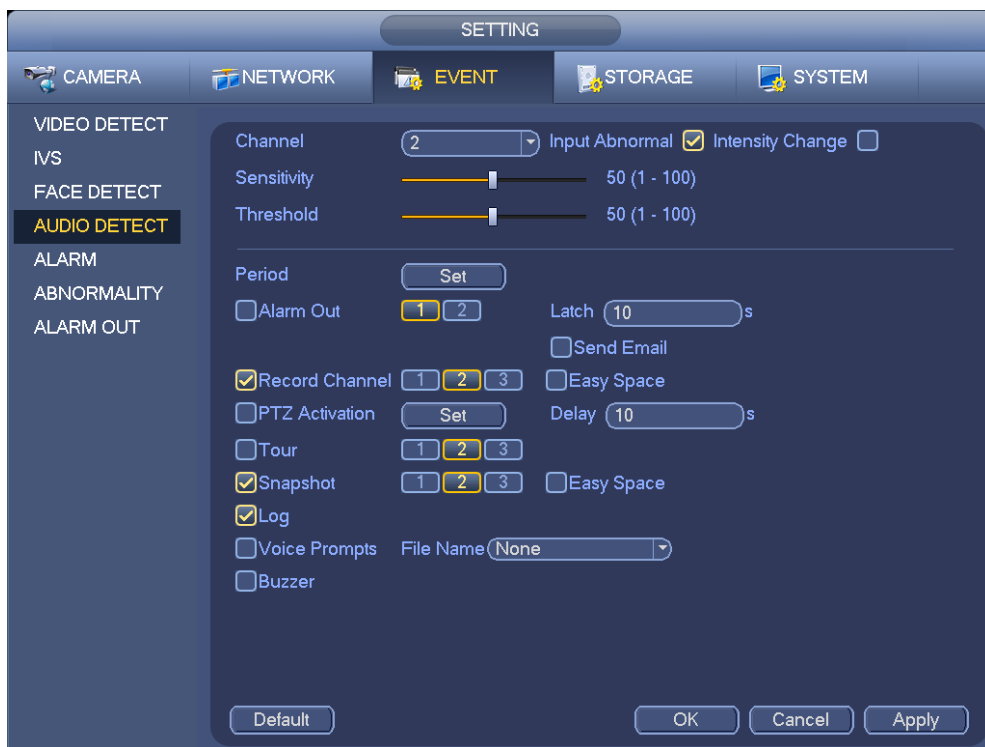 SETTING
CAMERA NETWORK EVENT STORAGE SYSTEM
VIDEO DETECT
IVS
FACE DETECT
AUDIO DETECT
ALARM
ABNORMALITY
ALARM OUT
Channel 2 Input Abnormal Intensity Change
Sensitivity 50 (1 - 100)
Threshold 50 (1 - 100)
Period Set
Alarm Out 1 2 Latch 10 s
Send Email
Record Channel 1 2 3 Easy Space
PTZ Activation Set Delay 10 s
Tour 1 2 3
Snapshot 1 2 3 Easy Space
Log
Voice Prompts File Name None
Buzzer
Default OK Cancel Apply